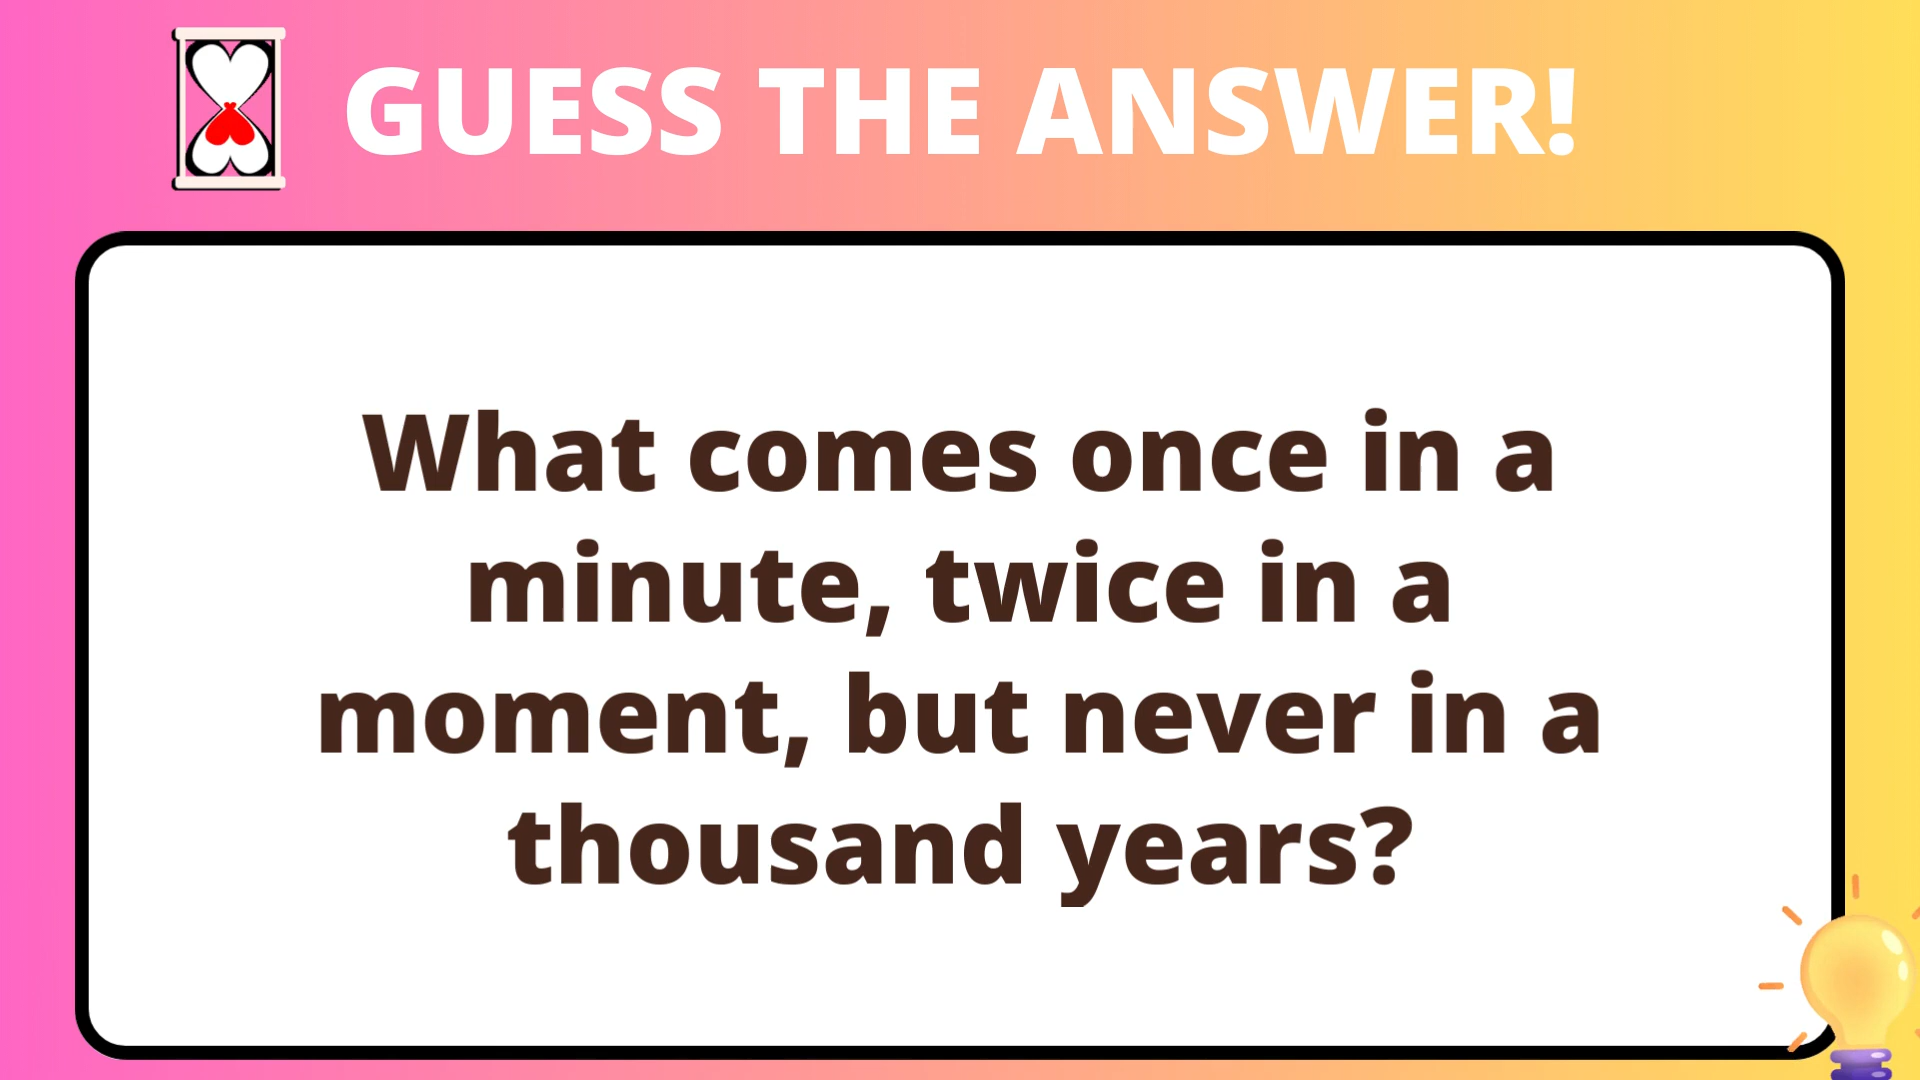 GUESS THE ANSWER!
What comes once in a
minute, twice in a
moment, but never in a
thousand years?